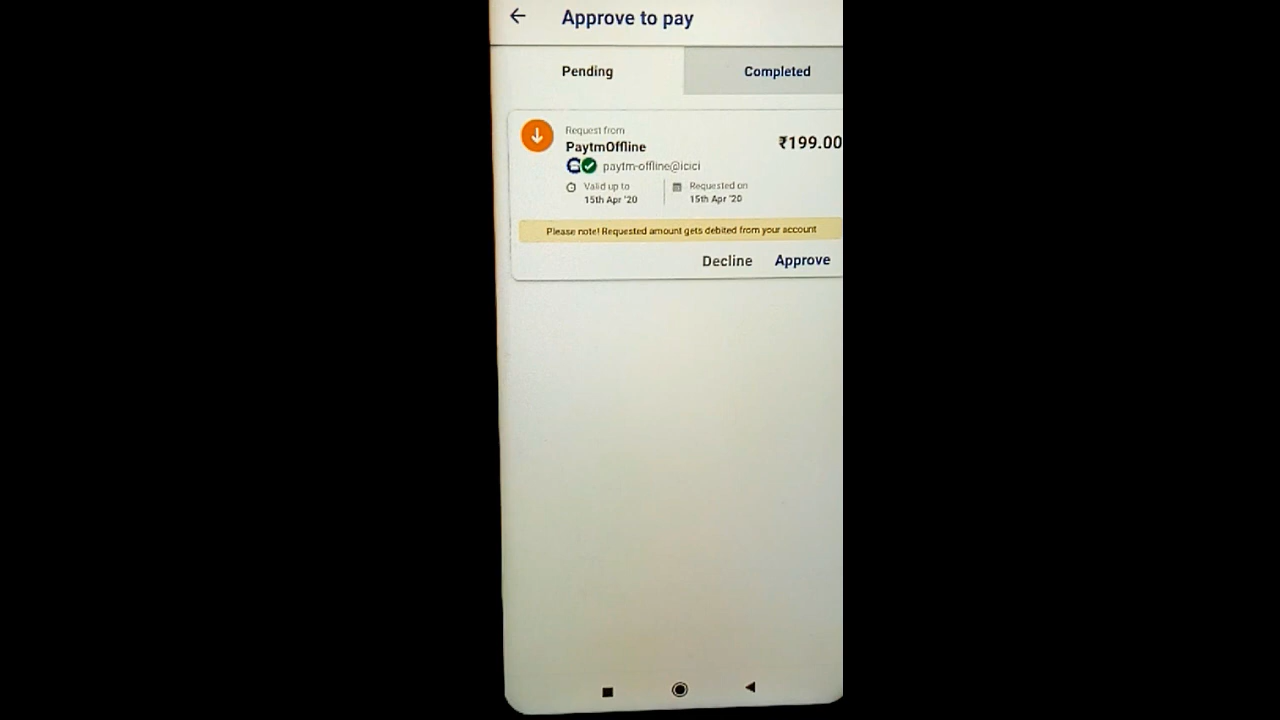 Approve to pay
Pending
Completed
Request from
PaytmOffline
₹199.00
paytm-offline@icici
Valid up to
15th Apr '20
Requested on
15th Apr '20
Please note! Requested amount gets debited from your account
Decline
Approve